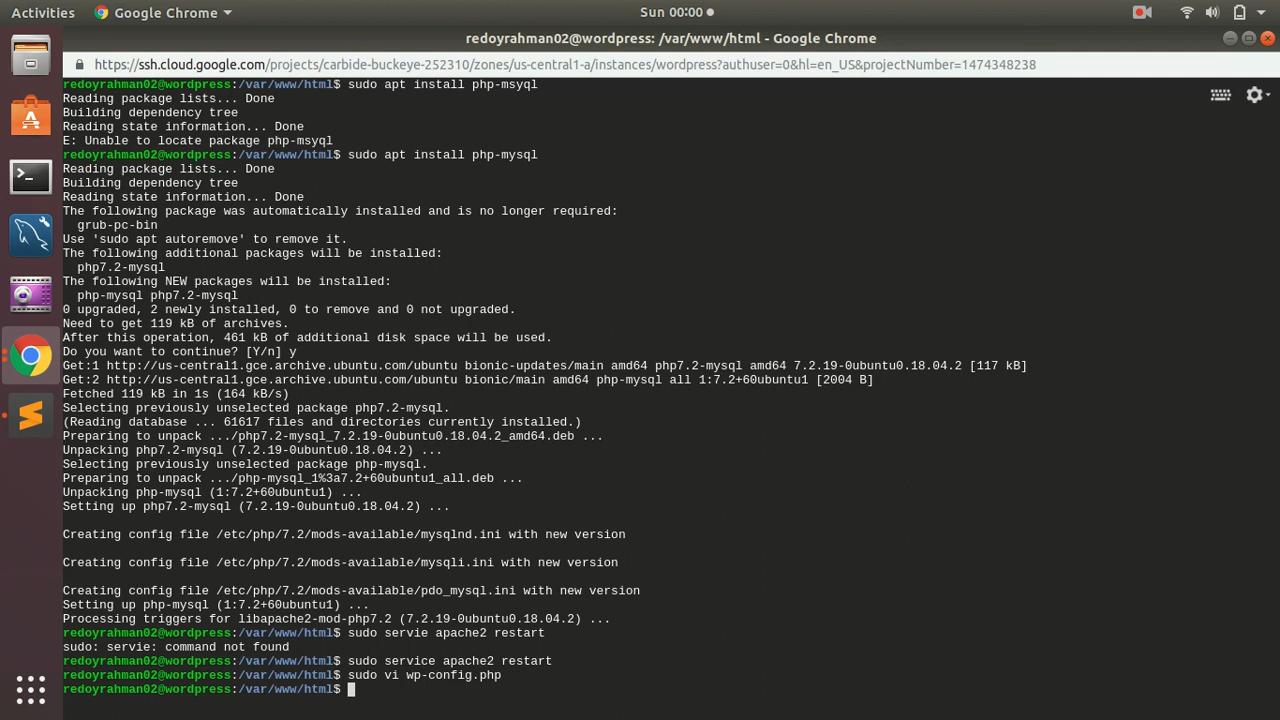 Activities
Google Chrome
Sun 00:00
redoyrahman02@wordpress: /var/www/html - Google Chrome
https://ssh.cloud.google.com/projects/carbide-buckeye-252310/zones/us-central1-a/instances/wordpress?authuser=0&hl=en_US&projectNumber=1474348238
redoyrahman02@wordpress:/var/www/html$ sudo apt install php-msyql
Reading package lists... Done
Building dependency tree
Reading state information... Done
E: Unable to locate package php-msyql
redoyrahman02@wordpress:/var/www/html$ sudo apt install php-mysql
Reading package lists... Done
Building dependency tree
Reading state information... Done
The following package was automatically installed and is no longer required:
  grub-pc-bin
Use 'sudo apt autoremove' to remove it.
The following additional packages will be installed:
  php7.2-mysql
The following NEW packages will be installed:
  php-mysql php7.2-mysql
0 upgraded, 2 newly installed, 0 to remove and 0 not upgraded.
Need to get 119 kB of archives.
After this operation, 461 kB of additional disk space will be used.
Do you want to continue? [Y/n] y
Get:1 http://us-central1.gce.archive.ubuntu.com/ubuntu bionic-updates/main amd64 php7.2-mysql amd64 7.2.19-0ubuntu0.18.04.2 [117 kB]
Get:2 http://us-central1.gce.archive.ubuntu.com/ubuntu bionic/main amd64 php-mysql all 1:7.2+60ubuntu1 [2004 B]
Fetched 119 kB in 1s (164 kB/s)
Selecting previously unselected package php7.2-mysql.
(Reading database ... 61617 files and directories currently installed.)
Preparing to unpack .../php7.2-mysql_7.2.19-0ubuntu0.18.04.2_amd64.deb ...
Unpacking php7.2-mysql (7.2.19-0ubuntu0.18.04.2) ...
Selecting previously unselected package php-mysql.
Preparing to unpack .../php-mysql_1%3a7.2+60ubuntu1_all.deb ...
Unpacking php-mysql (1:7.2+60ubuntu1) ...
Setting up php7.2-mysql (7.2.19-0ubuntu0.18.04.2) ...
Creating config file /etc/php/7.2/mods-available/mysqlnd.ini with new version
Creating config file /etc/php/7.2/mods-available/mysqli.ini with new version
Creating config file /etc/php/7.2/mods-available/pdo_mysql.ini with new version
Setting up php-mysql (1:7.2+60ubuntu1) ...
Processing triggers for libapache2-mod-php7.2 (7.2.19-0ubuntu0.18.04.2) ...
redoyrahman02@wordpress:/var/www/html$ sudo servie apache2 restart
sudo: servie: command not found
redoyrahman02@wordpress:/var/www/html$ sudo service apache2 restart
redoyrahman02@wordpress:/var/www/html$ sudo vi wp-config.php
redoyrahman02@wordpress:/var/www/html$